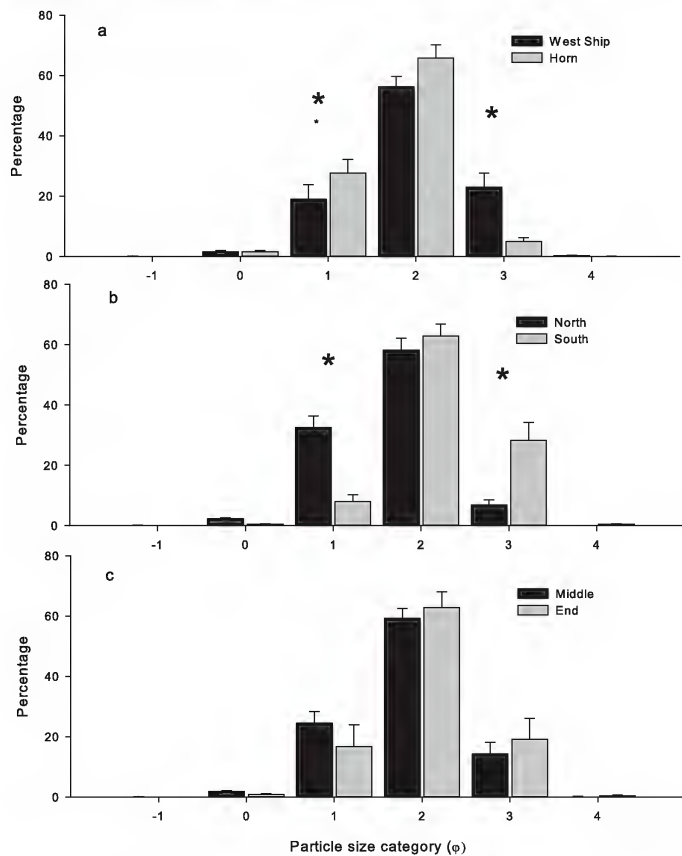 a
80
60
40
20
0
Percentage
West Ship
Horn
*
*
*
-1 0 1 2 3 4
b
80
60
40
20
0
Percentage
North
South
*
*
-1 0 1 2 3 4
c
80
60
40
20
0
Percentage
Middle
End
-1 0 1 2 3 4
Particle size category (φ)